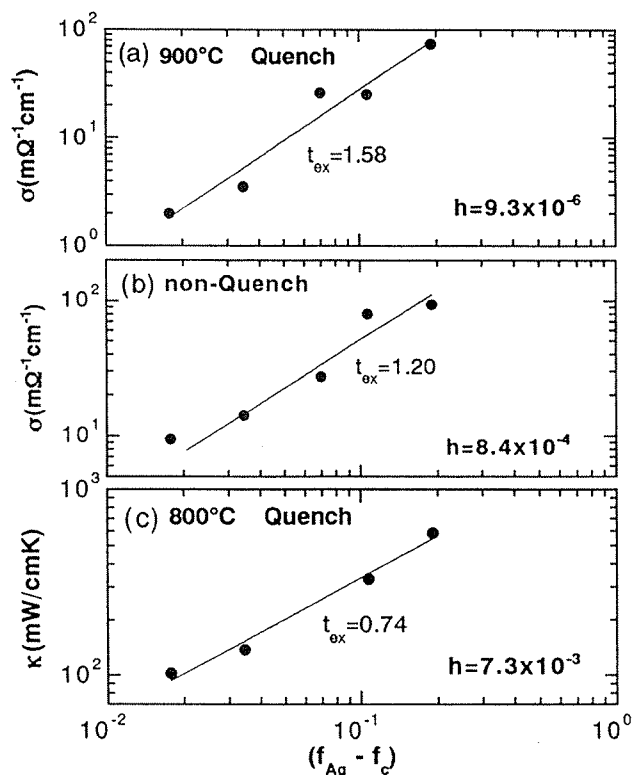 10²
(a) 900°C Quench
σ(mΩ⁻¹cm⁻¹)
10¹
t_ex=1.58
h=9.3x10⁻⁶
10⁰
(b) non-Quench
10²
σ(mΩ⁻¹cm⁻¹)
t_ex=1.20
10¹
h=8.4x10⁻⁴
10³
(c) 800°C Quench
κ(mW/cmK)
t_ex=0.74
10²
h=7.3x10⁻³
10⁻² 10⁻¹ 10⁰
(f_Ag - f_c)